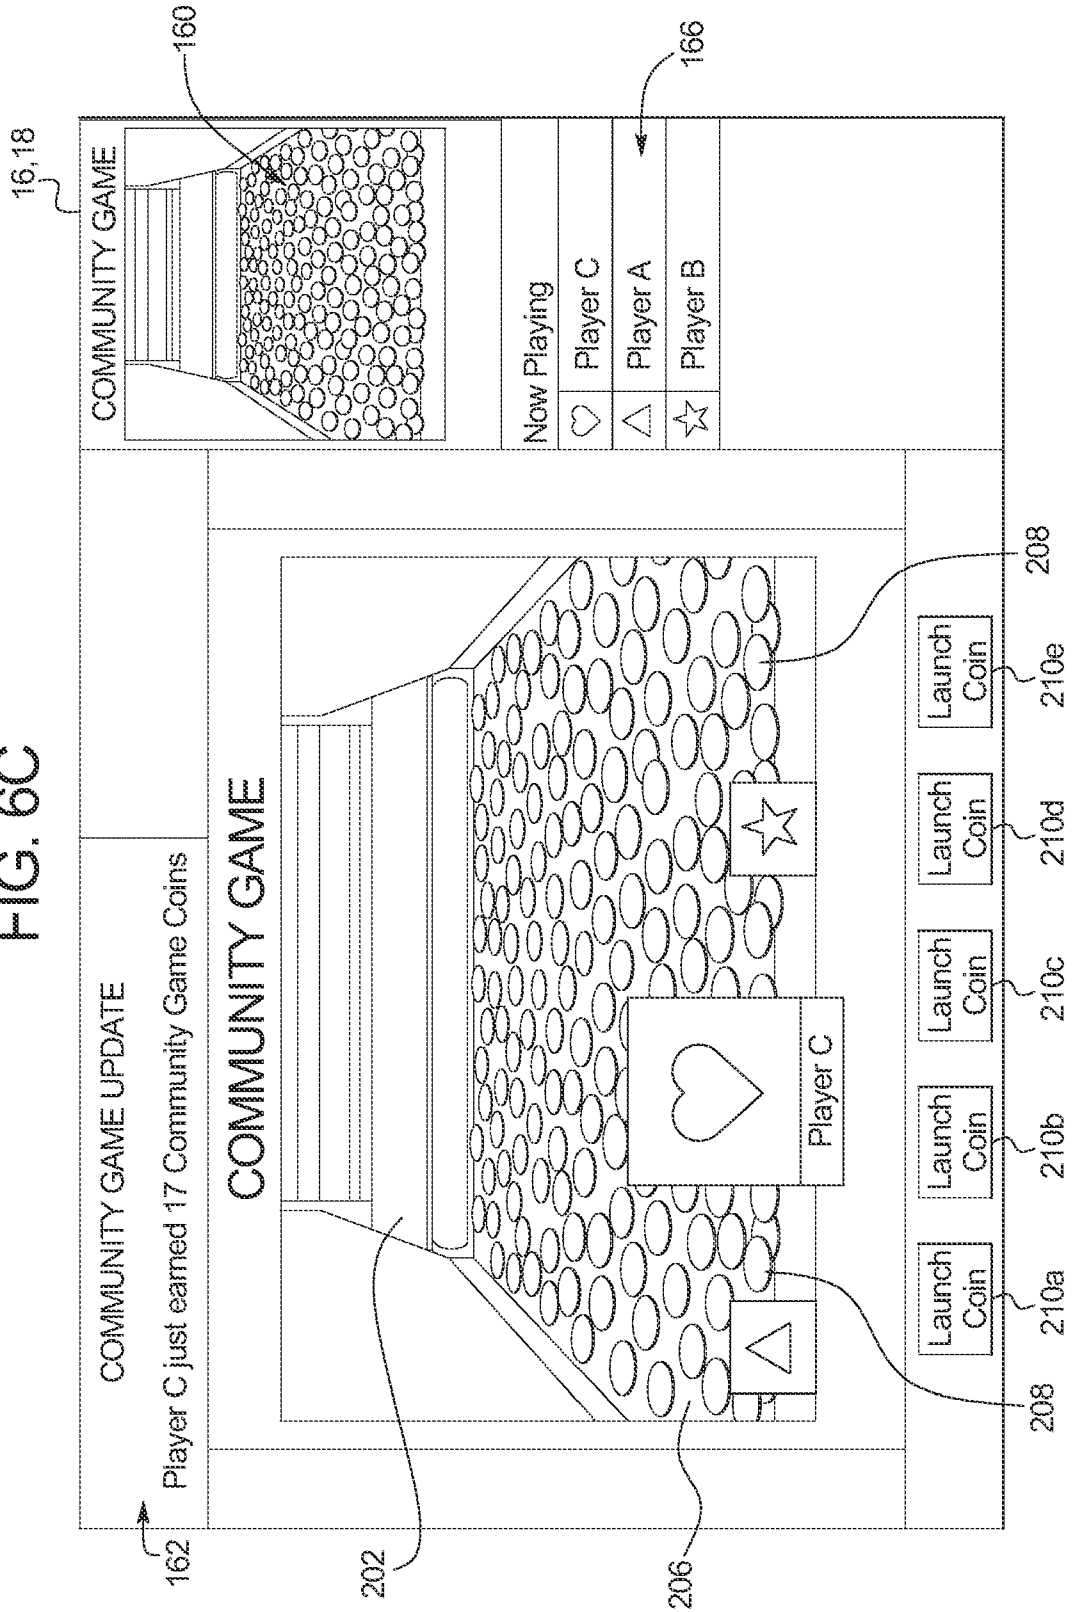 FIG. 6C
16,18
COMMUNITY GAME UPDATE
Player C just earned 17 Community Game Coins
162
COMMUNITY GAME
160
COMMUNITY GAME
202
Now Playing
Player C
Player A
Player B
166
Player C
206
208
208
Launch
Coin
210a
Launch
Coin
210b
Launch
Coin
210c
Launch
Coin
210d
Launch
Coin
210e